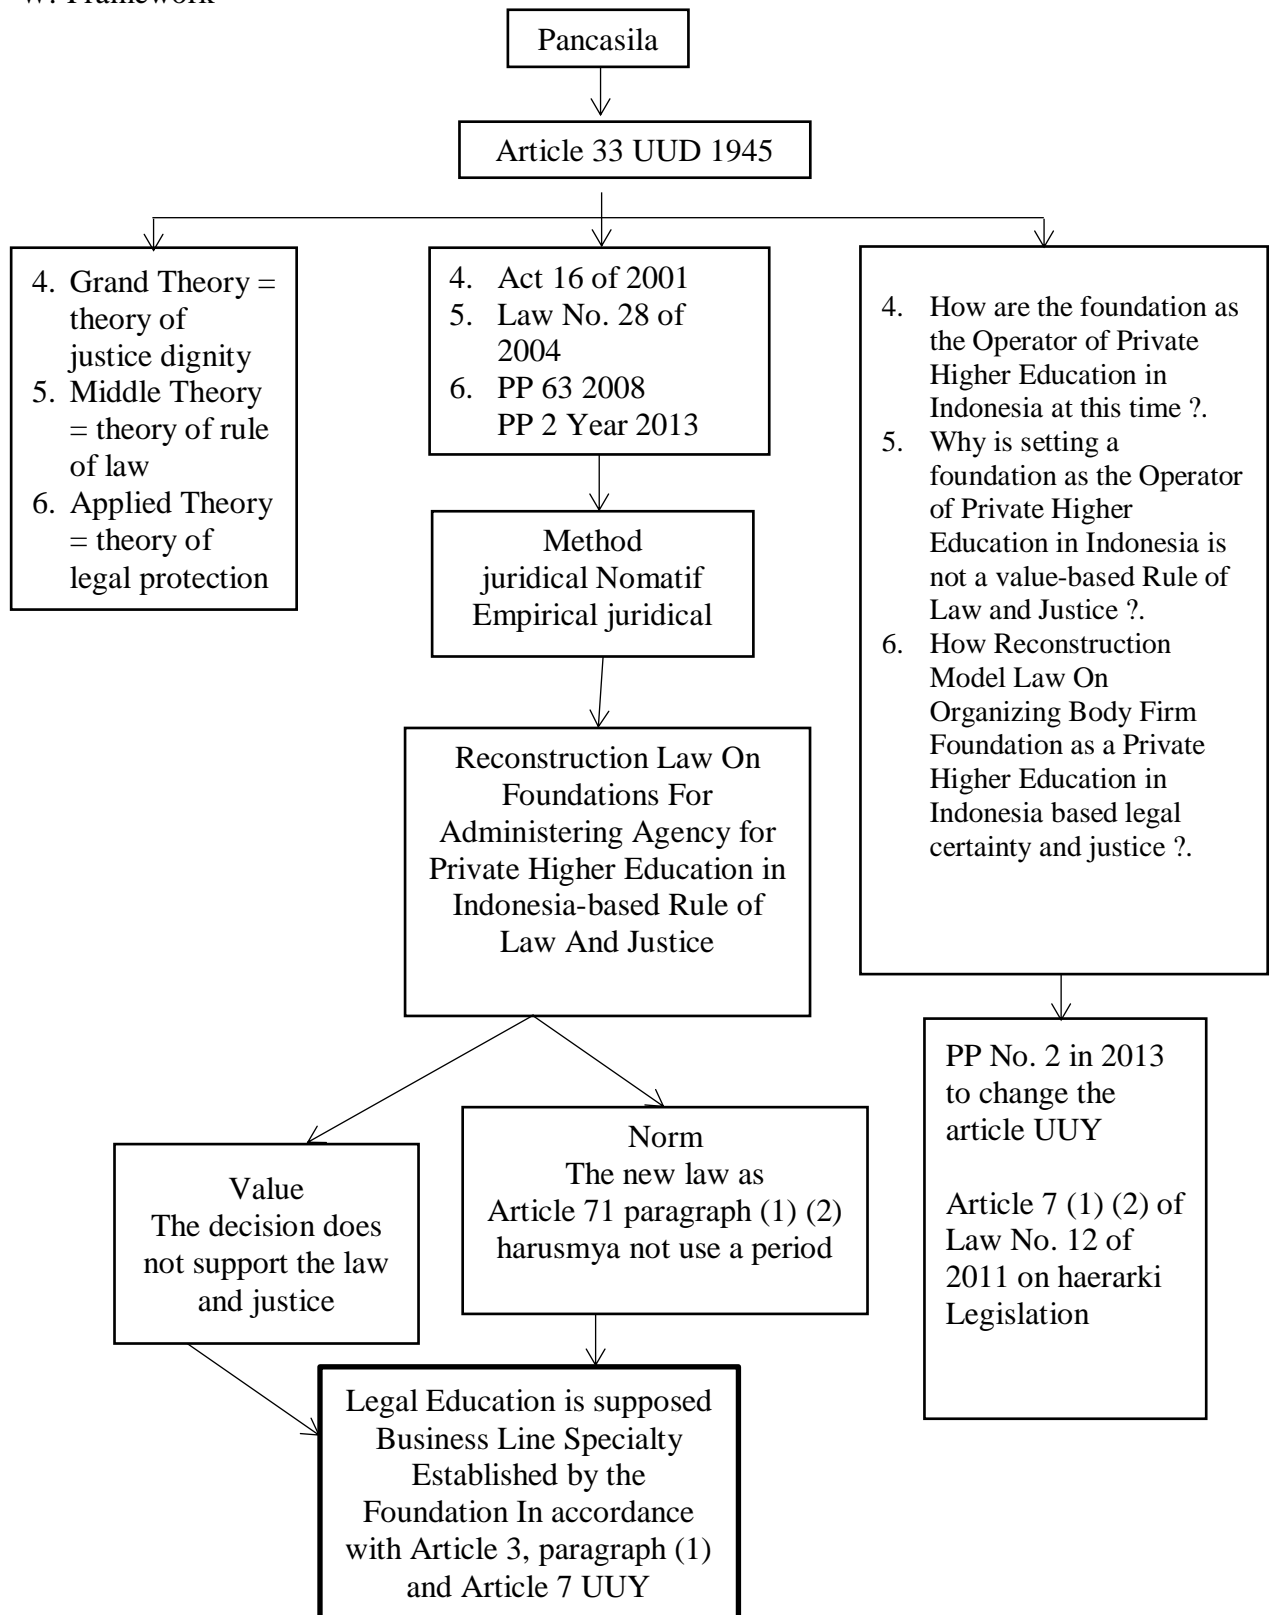 Pancasila
Article 33 UUD 1945
4. Grand Theory =
theory of
justice dignity
5. Middle Theory
= theory of rule
of law
6. Applied Theory
= theory of
legal protection
4. Act 16 of 2001
5. Law No. 28 of
2004
6. PP 63 2008
PP 2 Year 2013
4. How are the foundation as
the Operator of Private
Higher Education in
Indonesia at this time ?.
5. Why is setting a
foundation as the Operator
of Private Higher
Education in Indonesia is
not a value-based Rule of
Law and Justice ?.
6. How Reconstruction
Model Law On
Organizing Body Firm
Foundation as a Private
Higher Education in
Indonesia based legal
certainty and justice ?.
Method
juridical Nomatif
Empirical juridical
Reconstruction Law On
Foundations For
Administering Agency for
Private Higher Education in
Indonesia-based Rule of
Law And Justice
PP No. 2 in 2013
to change the
article UUY
Article 7 (1) (2) of
Law No. 12 of
2011 on haerarki
Legislation
Value
The decision does
not support the law
and justice
Norm
The new law as
Article 71 paragraph (1) (2)
harusmya not use a period
Legal Education is supposed
Business Line Specialty
Established by the
Foundation In accordance
with Article 3, paragraph (1)
and Article 7 UUY